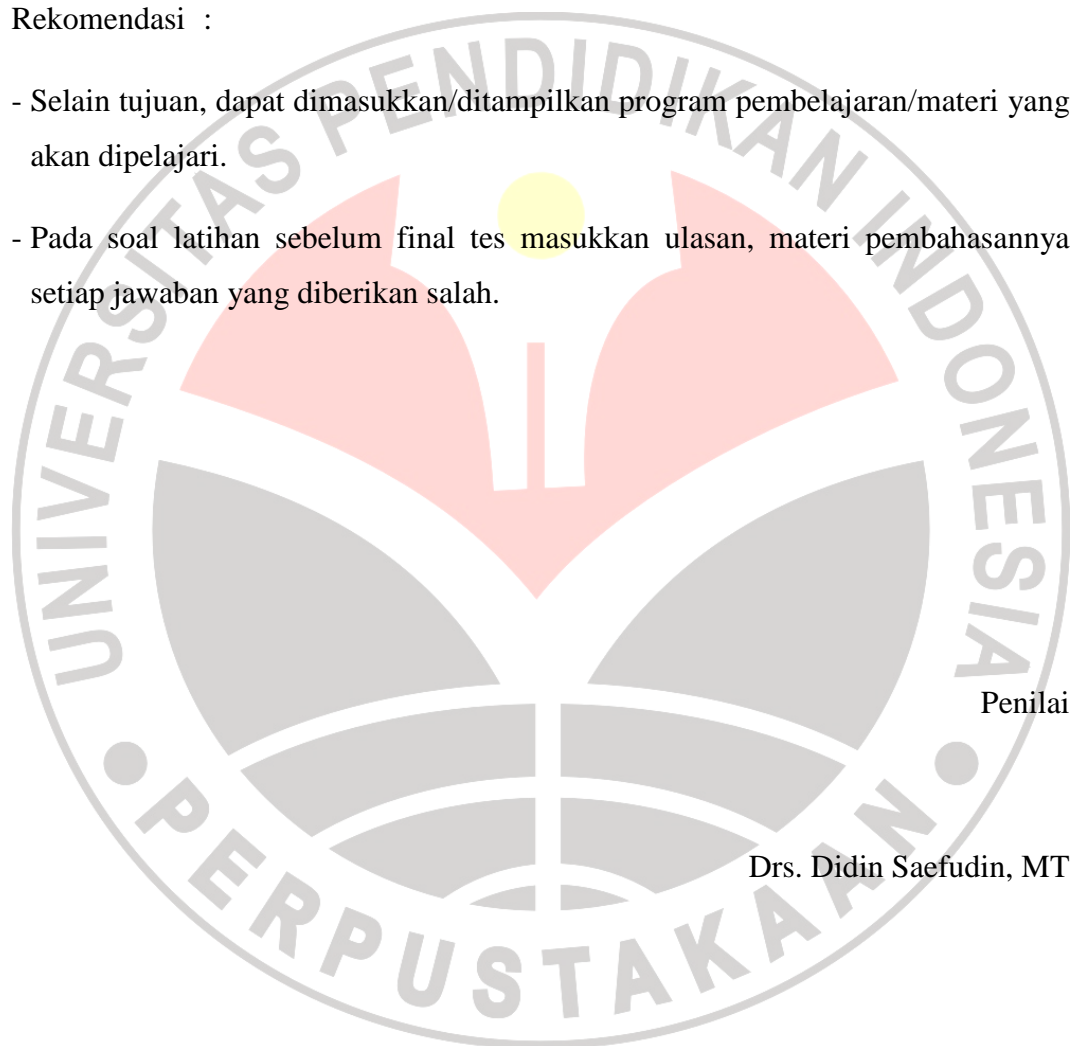 Rekomendasi :
- Selain tujuan, dapat dimasukkan/ditampilkan program pembelajaran/materi yang
akan dipelajari.
- Pada soal latihan sebelum final tes masukkan ulasan, materi pembahasannya
setiap jawaban yang diberikan salah.
Penilai
Drs. Didin Saefudin, MT
UNIVERSITAS PENDIDIKAN INDONESIA
PERPUSTAKAAN